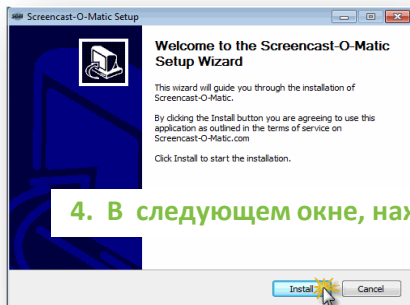 Screencast-O-Matic Setup
Welcome to the Screencast-O-Matic
Setup Wizard
This wizard will guide you through the installation of
Screencast-O-Matic.
By clicking the Install button you are agreeing to use this
application as outlined in the terms of service on
Screencast-O-Matic.com
Click Install to start the installation.
4. В следующем окне,
Install Cancel